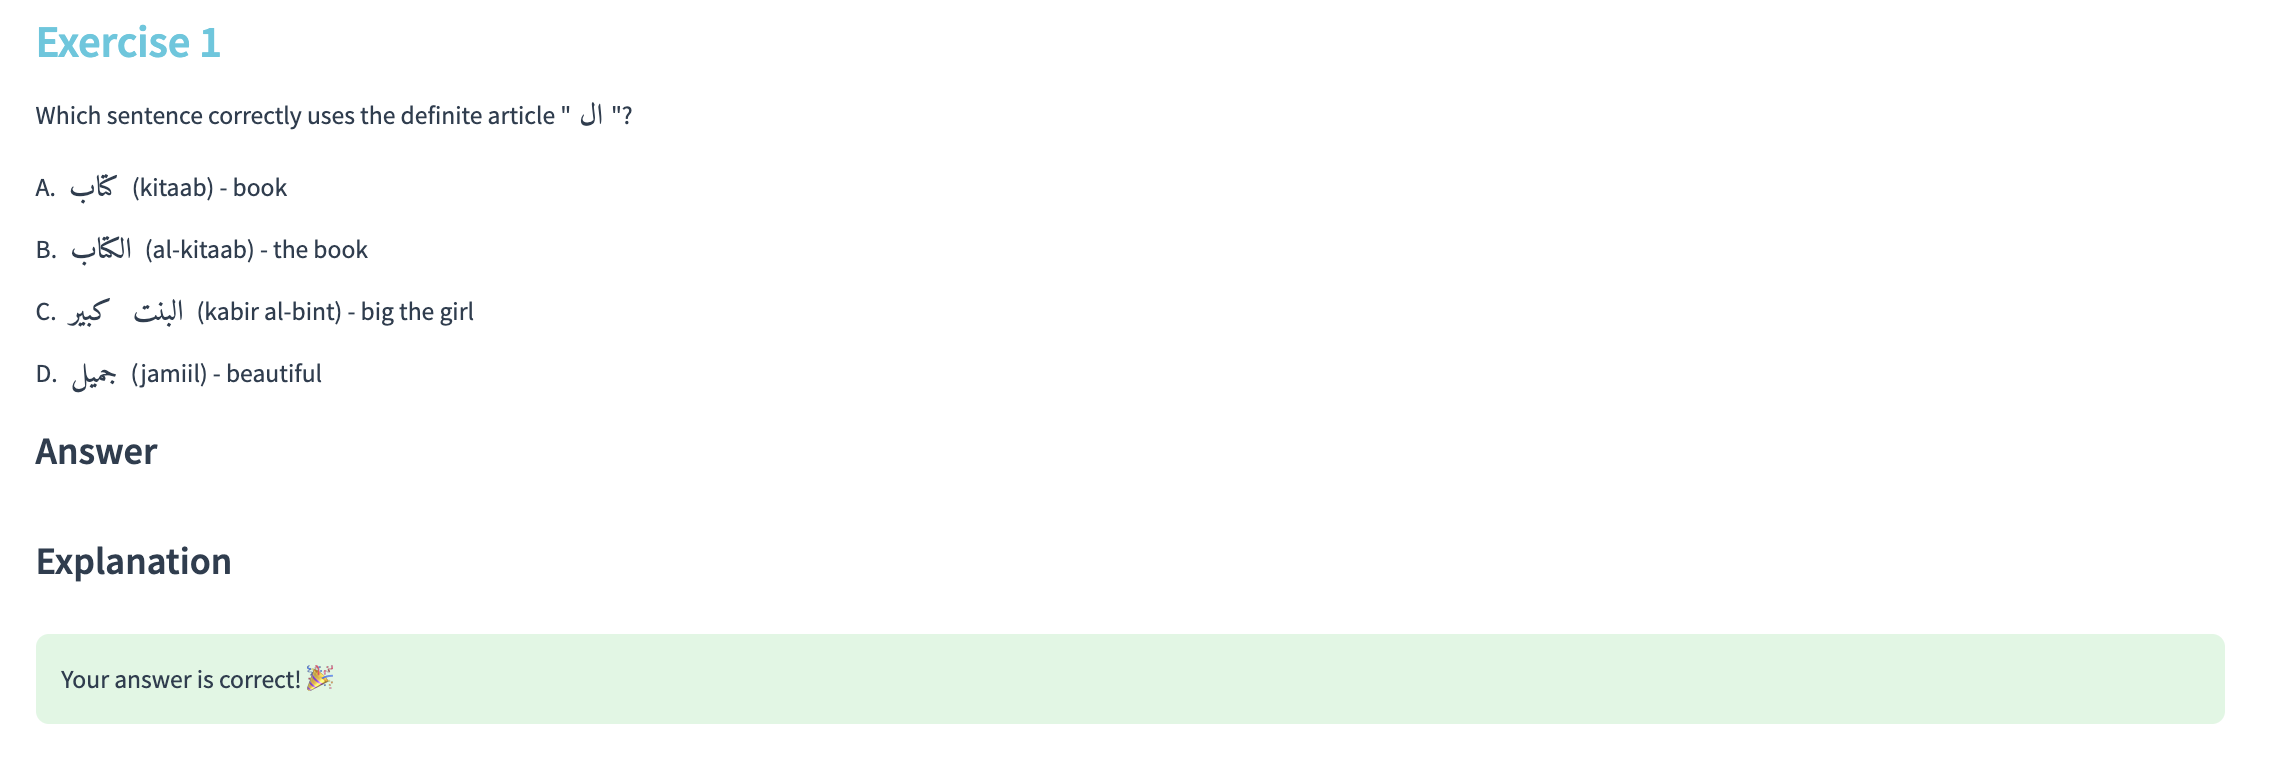 Exercise 1
Which sentence correctly uses the definite article " ال "?
A. كتاب (kitaab) - book
B. الكتاب (al-kitaab) - the book
C. كبير البنت (kabir al-bint) - big the girl
D. جميل (jamiil) - beautiful
Answer
Explanation
Your answer is correct! 🎉